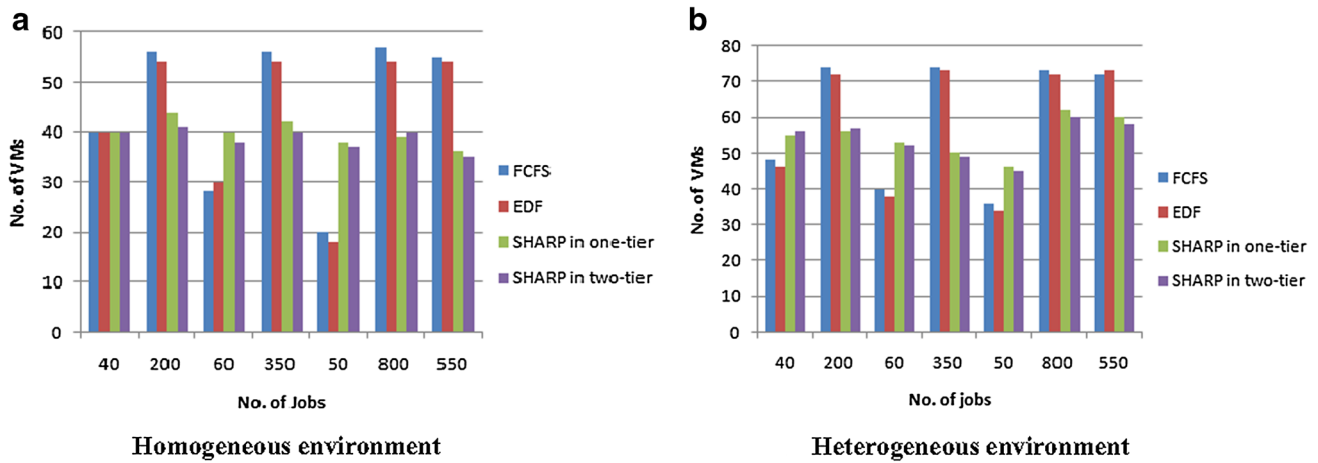 a
60
50
40
30
20
10
0
No. of VMs
40 200 60 350 50 800 550
No. of Jobs
FCFS
EDF
SHARP in one-tier
SHARP in two-tier
Homogeneous environment
b
80
70
60
50
40
30
20
10
0
No. of VMs
40 200 60 350 50 800 550
No. of jobs
FCFS
EDF
SHARP in one-tier
SHARP in two-tier
Heterogeneous environment